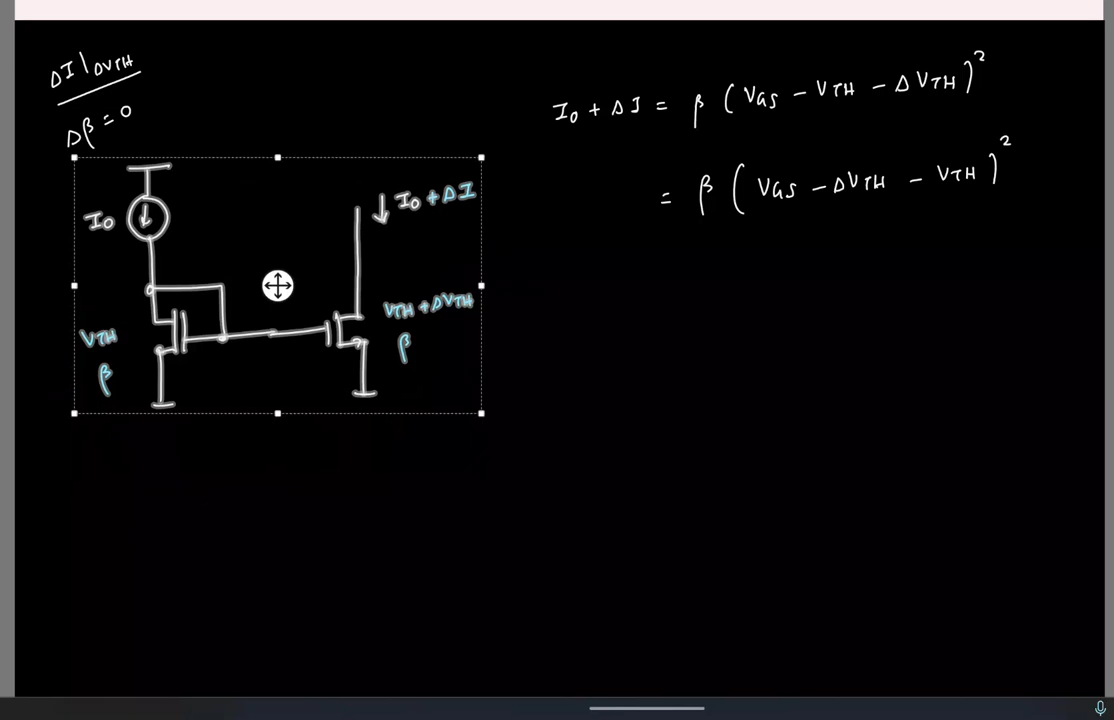 ΔI|ΔVTH
Δβ = 0
I0 + ΔI = β (VGS − VTH − ΔVTH)²
= β (VGS − ΔVTH − VTH)²
I0
↓ I0 + ΔI
VTH
β
VTH + ΔVTH
β